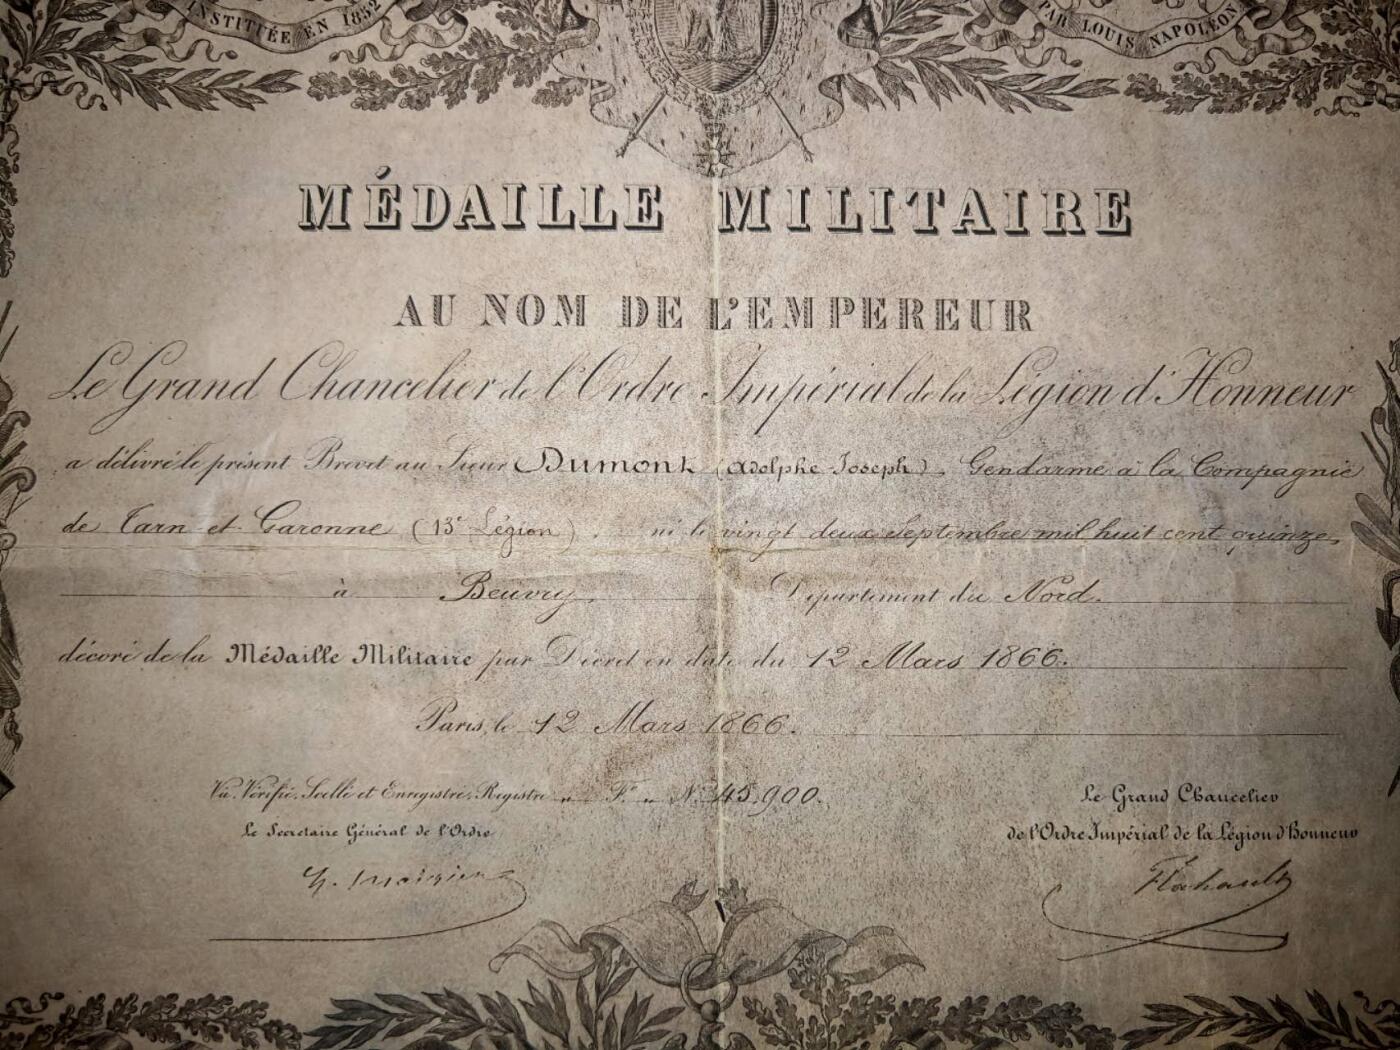 INSTITUÉE EN 1852
PAR LOUIS NAPOLÉON
MÉDAILLE MILITAIRE
AU NOM DE L'EMPEREUR
Le Grand Chancelier de l'Ordre Impérial de la Légion d'Honneur
a délivré le présent Brevet au Sieur Dumont (Adolphe Joseph), Gendarme à la Compagnie
de Tarn et Garonne (13e Légion). né le vingt deux Septembre mil huit cent quinze,
à Beuvry, Département du Nord.
décoré de la Médaille Militaire par Décret en date du 12 Mars 1866.
Paris, le 12 Mars 1866.
Vu, Vérifié, Scellé et Enregistré, Registre " F° " N° 45,900.
Le Secrétaire Général de l'Ordre
Le Grand Chancelier
de l'Ordre Impérial de la Légion d'Honneur
Flahault